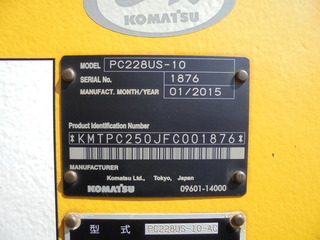 KOMATSU
MODEL PC228US-10
SERIAL No. 1876
MANUFACT. MONTH/YEAR 01/2015
Product Identification Number
*KMTPC250JFC001876*
MANUFACTURER
Komatsu Ltd., Tokyo, Japan
KOMATSU 09601-14000
型式 PC228US-10-AG